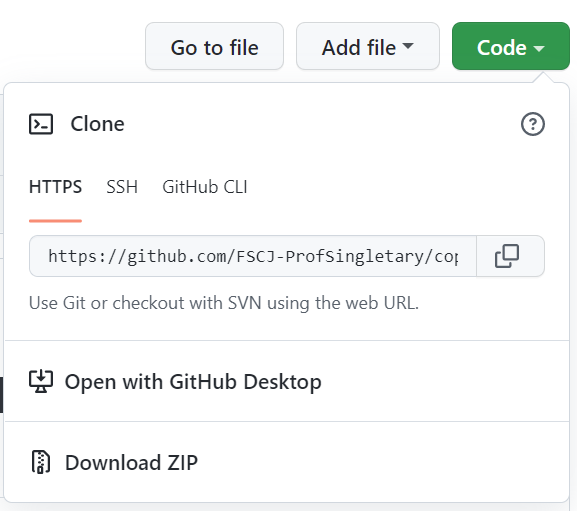 Go to file Add file Code
Clone
HTTPS SSH GitHub CLI
https://github.com/FSCJ-ProfSingletary/cop
Use Git or checkout with SVN using the web URL.
Open with GitHub Desktop
Download ZIP